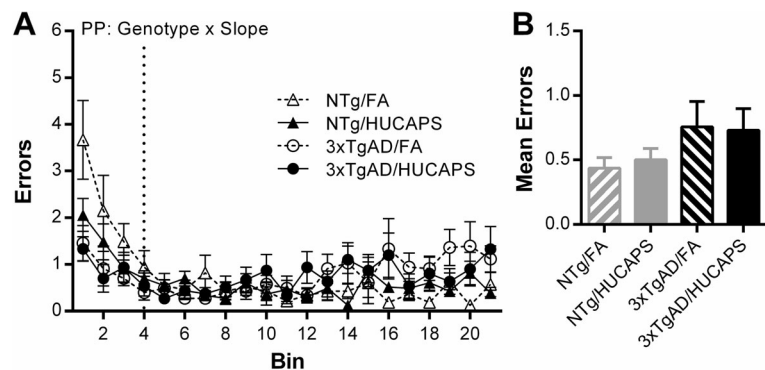 A
PP: Genotype x Slope
6
5
4
3
2
1
0
Errors
NTg/FA
NTg/HUCAPS
3xTgAD/FA
3xTgAD/HUCAPS
2 4 6 8 10 12 14 16 18 20
Bin
B
1.5
1.0
0.5
0.0
Mean Errors
NTg/FA
NTg/HUCAPS
3xTgAD/FA
3xTgAD/HUCAPS